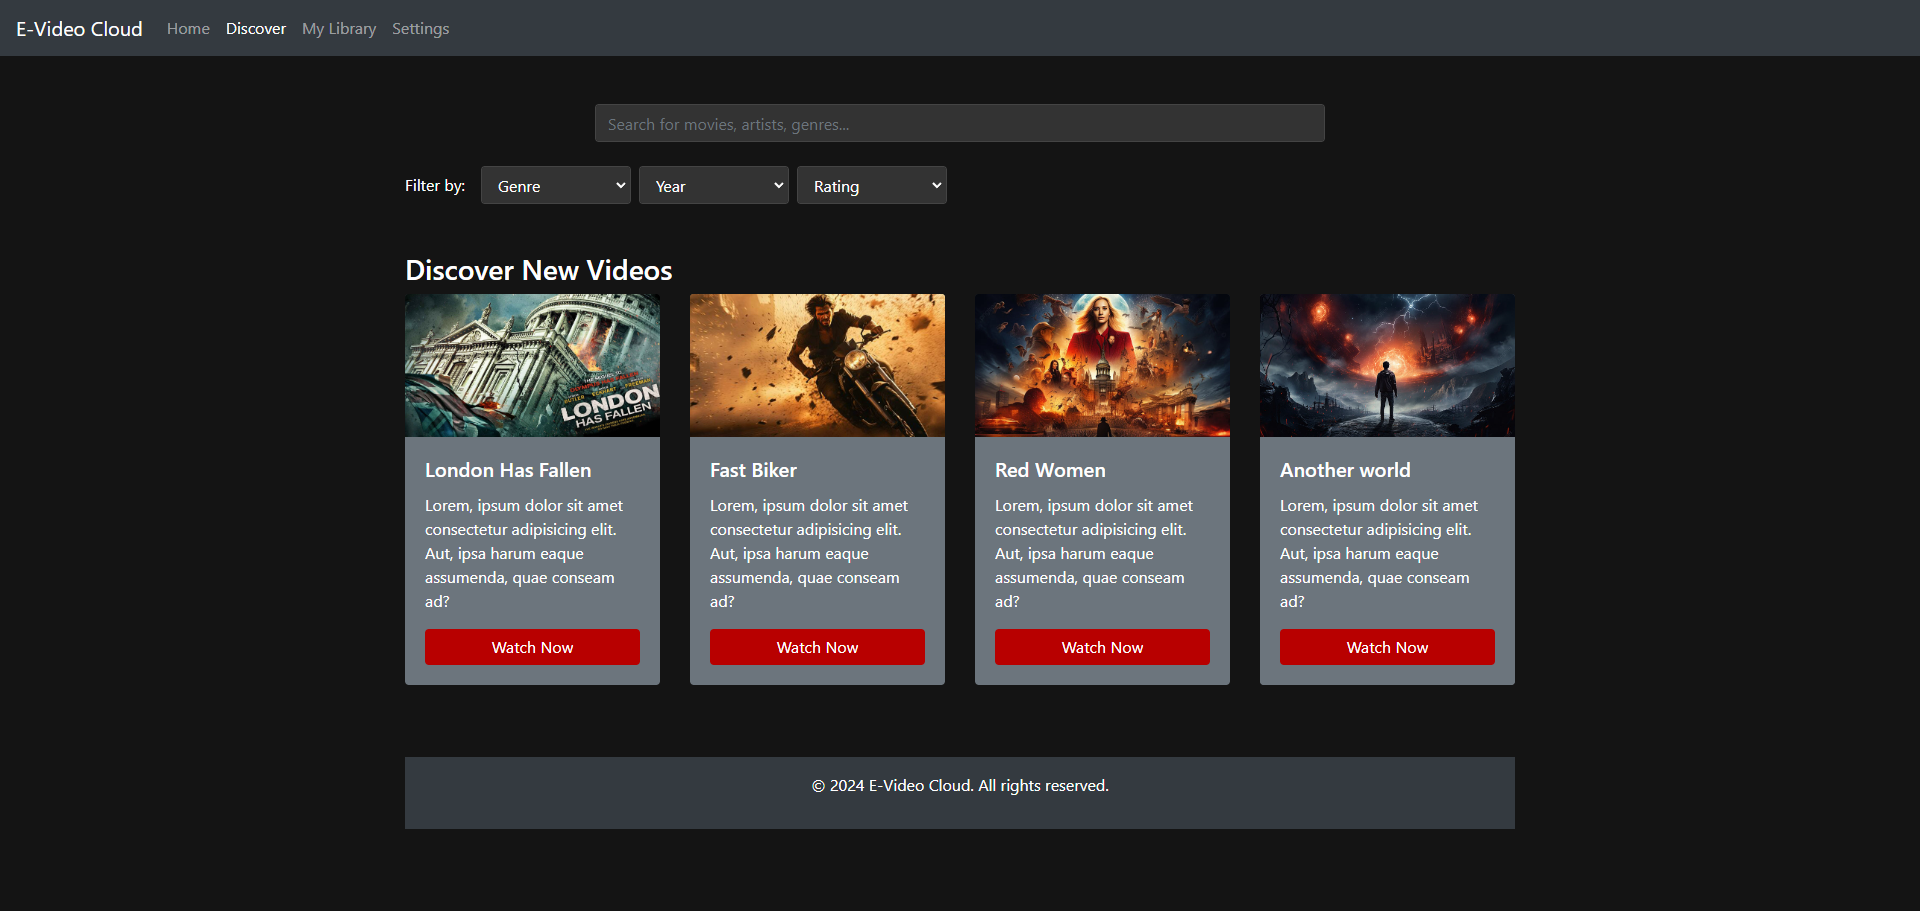 E-Video Cloud Home Discover My Library Settings
Search for movies, artists, genres...
Filter by: Genre Year Rating
Discover New Videos
LONDON
HAS FALLEN
London Has Fallen
Lorem, ipsum dolor sit amet
consectetur adipisicing elit.
Aut, ipsa harum eaque
assumenda, quae conseam
ad?
Watch Now
Fast Biker
Lorem, ipsum dolor sit amet
consectetur adipisicing elit.
Aut, ipsa harum eaque
assumenda, quae conseam
ad?
Watch Now
Red Women
Lorem, ipsum dolor sit amet
consectetur adipisicing elit.
Aut, ipsa harum eaque
assumenda, quae conseam
ad?
Watch Now
Another world
Lorem, ipsum dolor sit amet
consectetur adipisicing elit.
Aut, ipsa harum eaque
assumenda, quae conseam
ad?
Watch Now
© 2024 E-Video Cloud. All rights reserved.